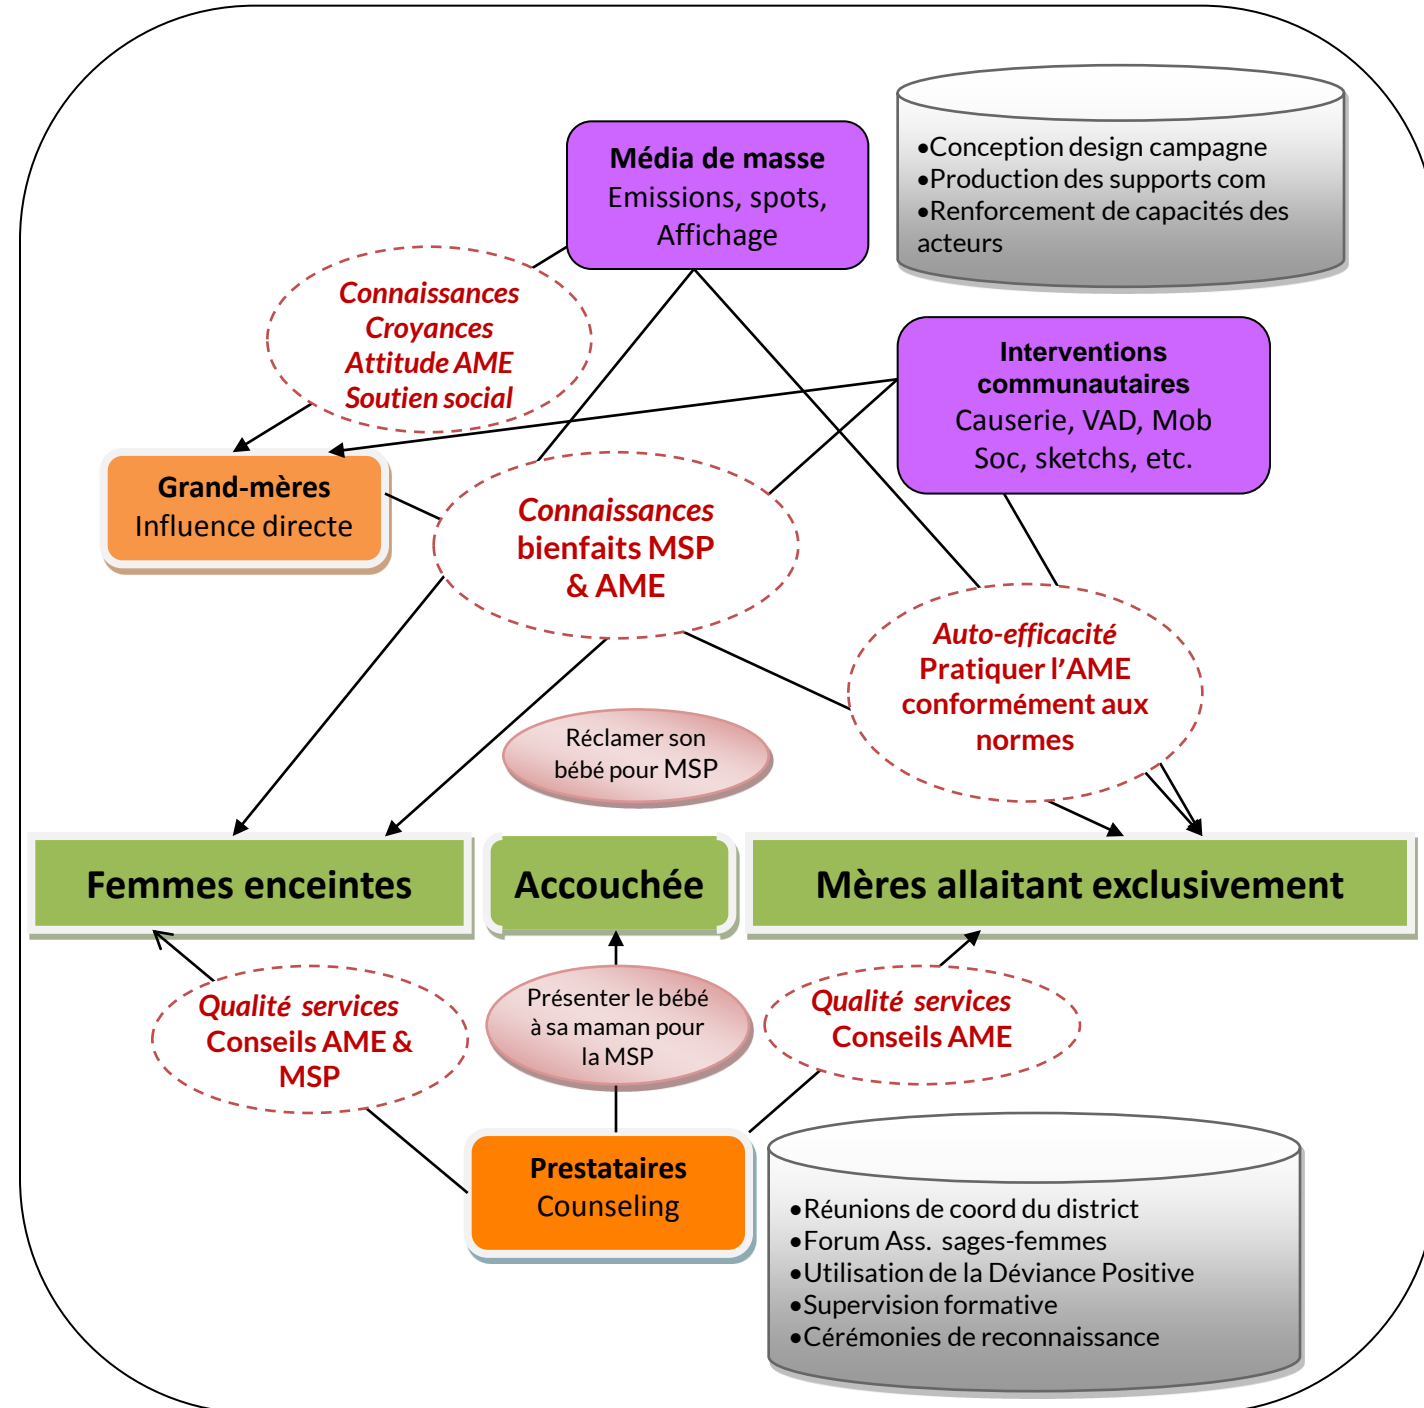 Média de masse
Emissions, spots,
Affichage
•Conception design campagne
•Production des supports com
•Renforcement de capacités des
acteurs
Connaissances
Croyances
Attitude AME
Soutien social
Interventions
communautaires
Causerie, VAD, Mob
Soc, sketchs, etc.
Grand-mères
Influence directe
Connaissances
bienfaits MSP
& AME
Auto-efficacité
Pratiquer l'AME
conformément aux
normes
Réclamer son
bébé pour MSP
Femmes enceintes
Accouchée
Mères allaitant exclusivement
Qualité services
Conseils AME &
MSP
Présenter le bébé
à sa maman pour
la MSP
Qualité services
Conseils AME
Prestataires
Counseling
•Réunions de coord du district
•Forum Ass. sages-femmes
•Utilisation de la Déviance Positive
•Supervision formative
•Cérémonies de reconnaissance